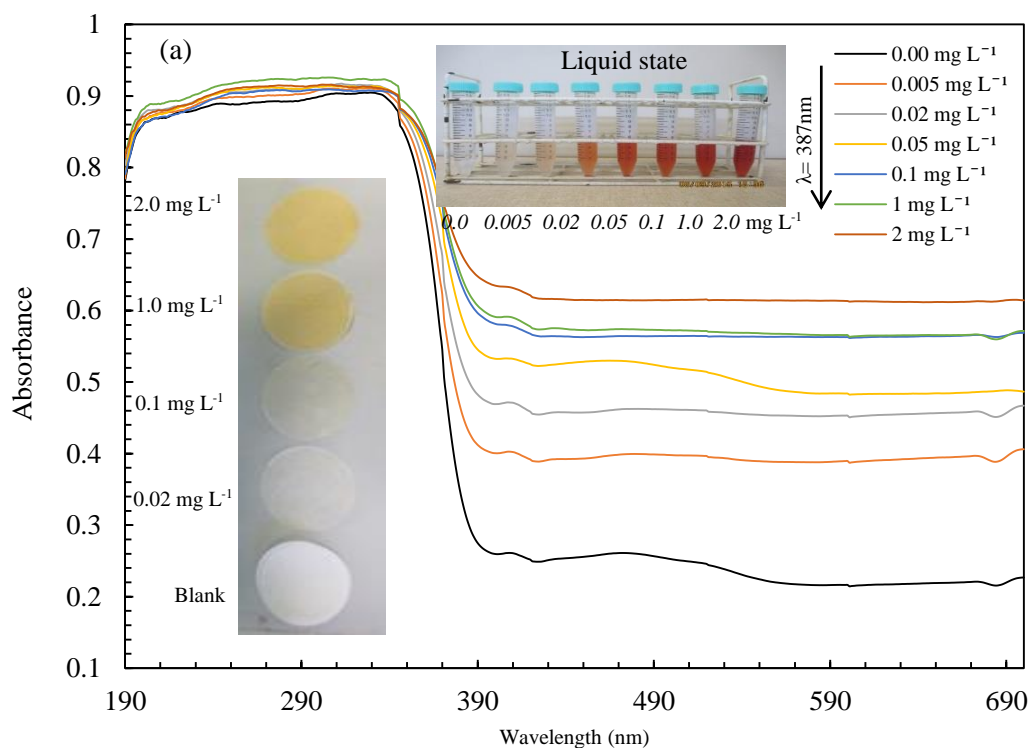 (a)
Liquid state
0.0 0.005 0.02 0.05 0.1 1.0 2.0 mg L⁻¹
0.00 mg L⁻¹
0.005 mg L⁻¹
0.02 mg L⁻¹
0.05 mg L⁻¹
0.1 mg L⁻¹
1 mg L⁻¹
2 mg L⁻¹
λ= 387nm
2.0 mg L⁻¹
1.0 mg L⁻¹
0.1 mg L⁻¹
0.02 mg L⁻¹
Blank
Absorbance
1
0.9
0.8
0.7
0.6
0.5
0.4
0.3
0.2
0.1
190 290 390 490 590 690
Wavelength (nm)